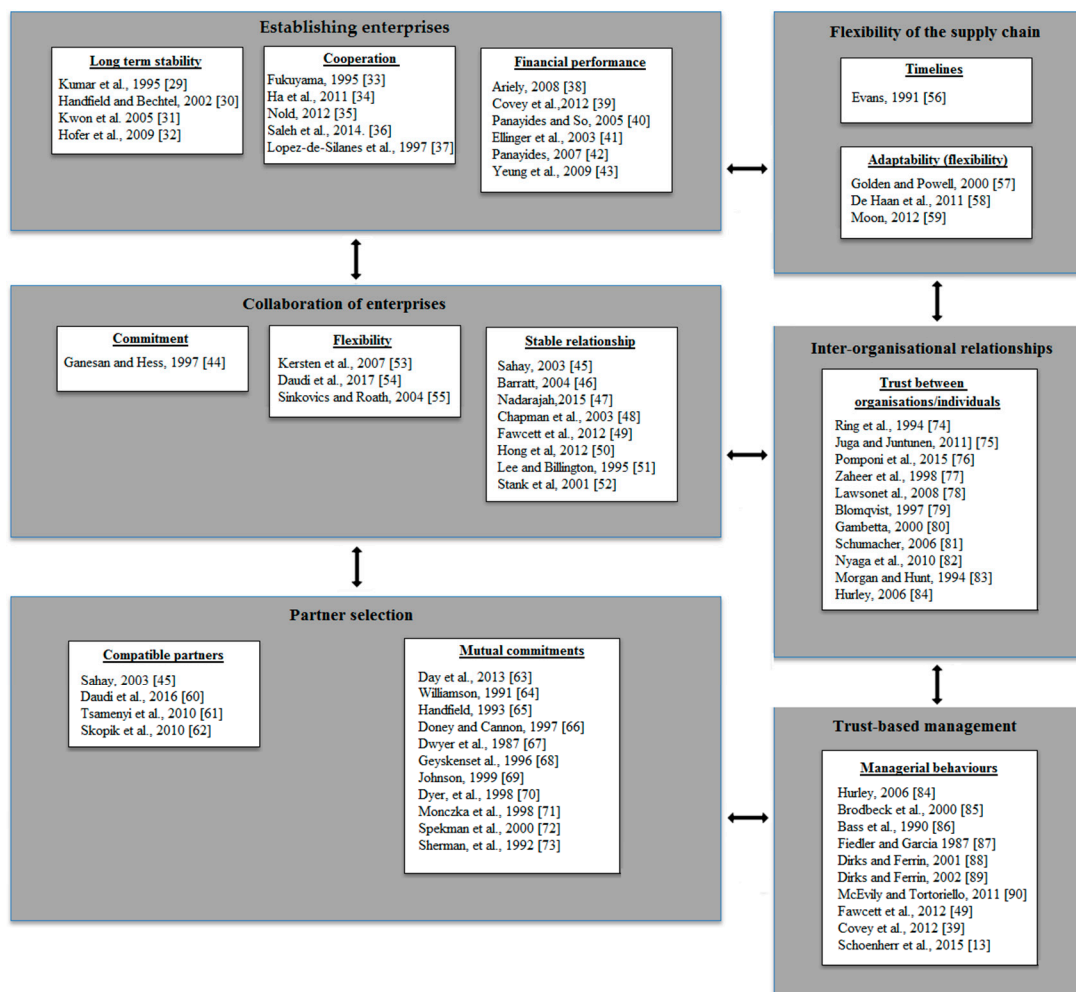 Establishing enterprises
Long term stability
Kumar et al., 1995 [29]
Handfield and Bechtel, 2002 [30]
Kwon et al. 2005 [31]
Hofer et al., 2009 [32]
Cooperation
Fukuyama, 1995 [33]
Ha et al., 2011 [34]
Nold, 2012 [35]
Saleh et al., 2014. [36]
Lopez-de-Silanes et al., 1997 [37]
Financial performance
Ariely, 2008 [38]
Covey et al.,2012 [39]
Panayides and So, 2005 [40]
Ellinger et al., 2003 [41]
Panayides, 2007 [42]
Yeung et al., 2009 [43]
Flexibility of the supply chain
Timelines
Evans, 1991 [56]
Adaptability (flexibility)
Golden and Powell, 2000 [57]
De Haan et al., 2011 [58]
Moon, 2012 [59]
Collaboration of enterprises
Commitment
Ganesan and Hess, 1997 [44]
Flexibility
Kersten et al., 2007 [53]
Daudi et al., 2017 [54]
Sinkovics and Roath, 2004 [55]
Stable relationship
Sahay, 2003 [45]
Barratt, 2004 [46]
Nadarajah,2015 [47]
Chapman et al., 2003 [48]
Fawcett et al., 2012 [49]
Hong et al, 2012 [50]
Lee and Billington, 1995 [51]
Stank et al, 2001 [52]
Inter-organisational relationships
Trust between
organisations/individuals
Ring et al., 1994 [74]
Juga and Juntunen, 2011] [75]
Pomponi et al., 2015 [76]
Zaheer et al., 1998 [77]
Lawsonet al., 2008 [78]
Blomqvist, 1997 [79]
Gambetta, 2000 [80]
Schumacher, 2006 [81]
Nyaga et al., 2010 [82]
Morgan and Hunt, 1994 [83]
Hurley, 2006 [84]
Partner selection
Compatible partners
Sahay, 2003 [45]
Daudi et al., 2016 [60]
Tsamenyi et al., 2010 [61]
Skopik et al., 2010 [62]
Mutual commitments
Day et al., 2013 [63]
Williamson, 1991 [64]
Handfield, 1993 [65]
Doney and Cannon, 1997 [66]
Dwyer et al., 1987 [67]
Geyskenset al., 1996 [68]
Johnson, 1999 [69]
Dyer, et al., 1998 [70]
Monczka et al., 1998 [71]
Spekman et al., 2000 [72]
Sherman, et al., 1992 [73]
Trust-based management
Managerial behaviours
Hurley, 2006 [84]
Brodbeck et al., 2000 [85]
Bass et al., 1990 [86]
Fiedler and Garcia 1987 [87]
Dirks and Ferrin, 2001 [88]
Dirks and Ferrin, 2002 [89]
McEvily and Tortoriello, 2011 [90]
Fawcett et al., 2012 [49]
Covey et al., 2012 [39]
Schoenherr et al., 2015 [13]